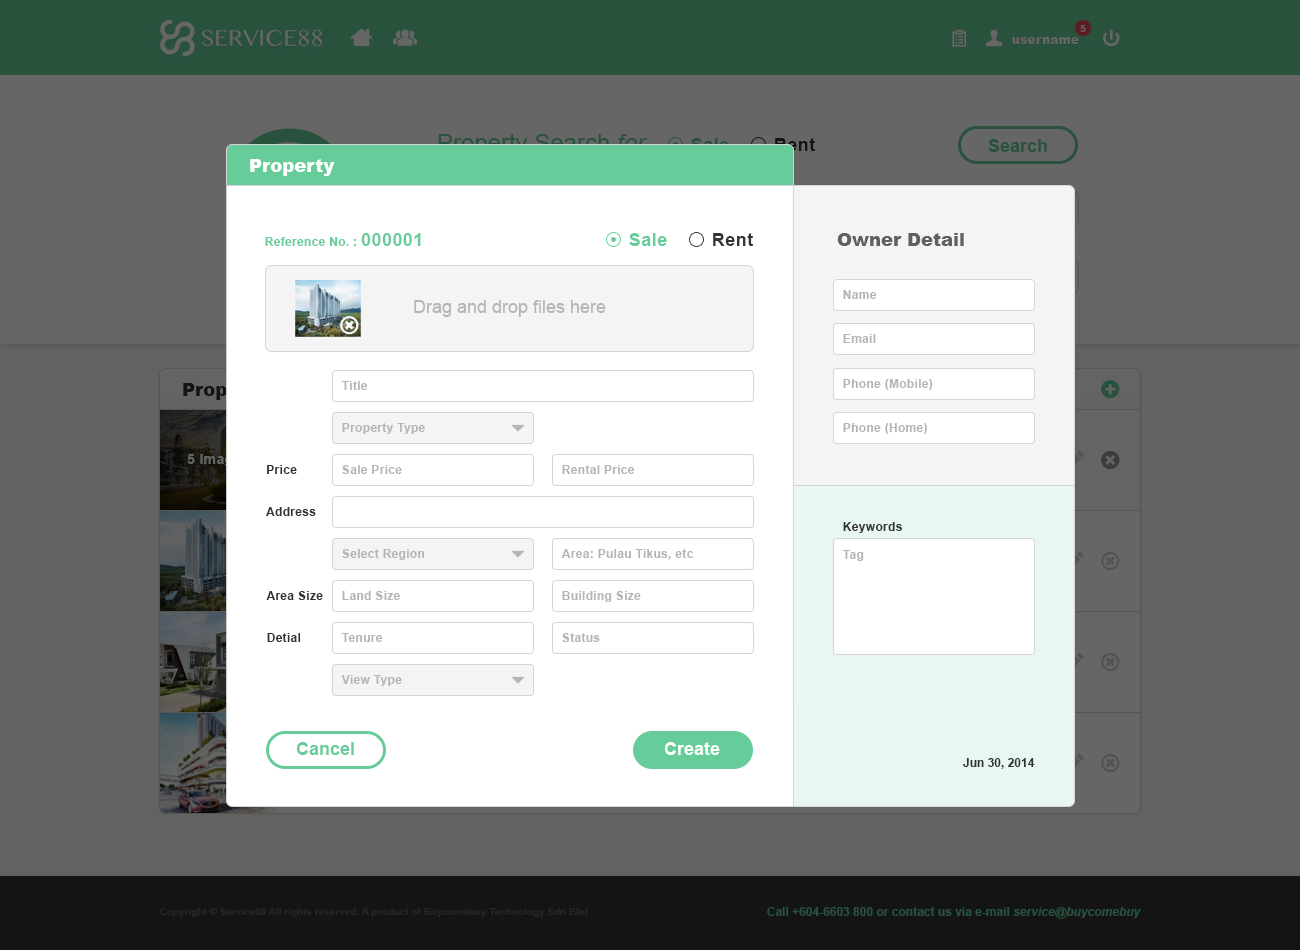 SERVICE88
username
5
Property Search for Sale Rent
Search
Property
Reference No. : 000001
Sale
Rent
Drag and drop files here
Title
Property Type
Price
Sale Price
Rental Price
Address
Select Region
Area: Pulau Tikus, etc
Area Size
Land Size
Building Size
Detial
Tenure
Status
View Type
Cancel
Create
Owner Detail
Name
Email
Phone (Mobile)
Phone (Home)
Keywords
Tag
Jun 30, 2014
Prop
5 Imag
Copyright © Service88 All rights reserved. A product of Buycomebuy Technology Sdn Bhd
Call +604-6603 800 or contact us via e-mail service@buycomebuy